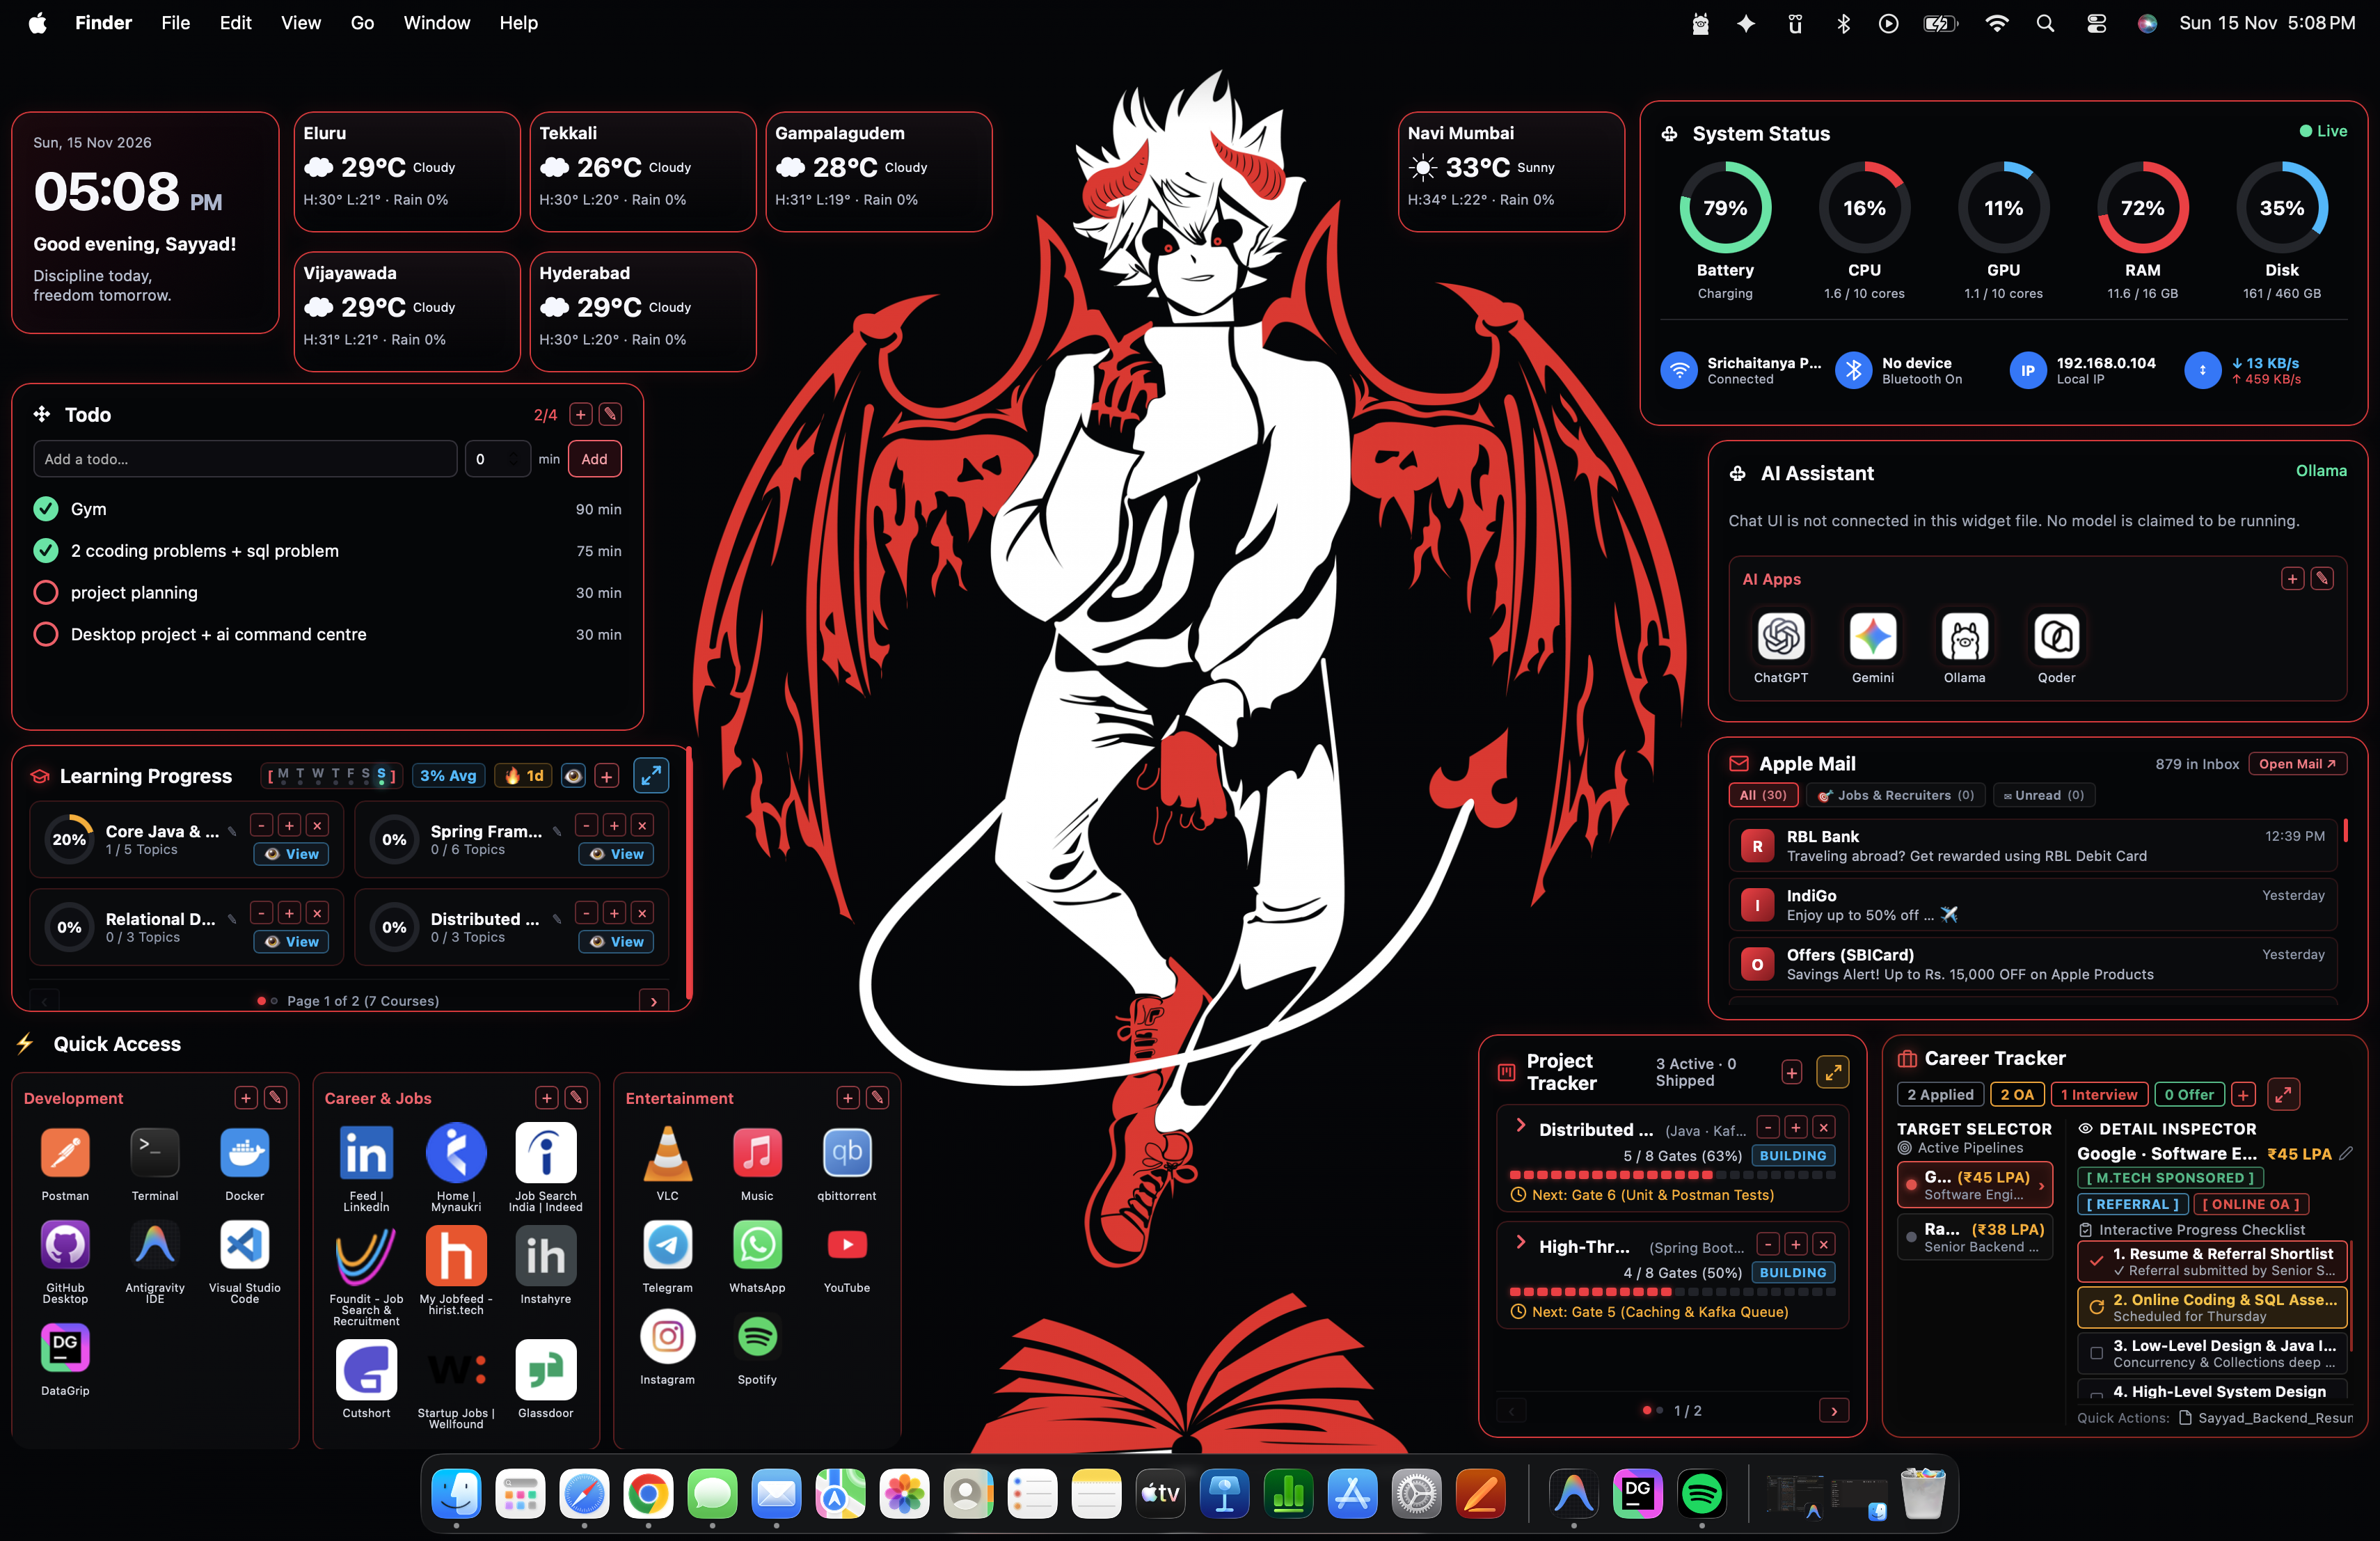 Finder File Edit View Go Window Help
Sun 15 Nov 5:08 PM
Sun, 15 Nov 2026
05:08 PM
Good evening, Sayyad!
Discipline today,
freedom tomorrow.
Eluru
29°C Cloudy
H:30° L:21° · Rain 0%
Tekkali
26°C Cloudy
H:30° L:20° · Rain 0%
Gampalagudem
28°C Cloudy
H:31° L:19° · Rain 0%
Vijayawada
29°C Cloudy
H:31° L:21° · Rain 0%
Hyderabad
29°C Cloudy
H:30° L:20° · Rain 0%
Navi Mumbai
33°C Sunny
H:34° L:22° · Rain 0%
System Status
Live
79%
Battery
Charging
16%
CPU
1.6 / 10 cores
11%
GPU
1.1 / 10 cores
72%
RAM
11.6 / 16 GB
35%
Disk
161 / 460 GB
Srichaitanya P...
Connected
No device
Bluetooth On
IP
192.168.0.104
Local IP
↓ 13 KB/s
↑ 459 KB/s
Todo
2/4 +
Add a todo...
0 min Add
Gym 90 min
2 ccoding problems + sql problem 75 min
project planning 30 min
Desktop project + ai command centre 30 min
AI Assistant
Ollama
Chat UI is not connected in this widget file. No model is claimed to be running.
AI Apps +
ChatGPT
Gemini
Ollama
Qoder
Learning Progress
[ M T W T F S S ]
3% Avg
🔥 1d
+
20%
Core Java & ...
1 / 5 Topics
- + ×
View
0%
Spring Fram...
0 / 6 Topics
- + ×
View
0%
Relational D...
0 / 3 Topics
- + ×
View
0%
Distributed ...
0 / 3 Topics
- + ×
View
‹ Page 1 of 2 (7 Courses) ›
Apple Mail
879 in Inbox
Open Mail ↗
All (30)
🎯 Jobs & Recruiters (0)
✉ Unread (0)
R
RBL Bank 12:39 PM
Traveling abroad? Get rewarded using RBL Debit Card
I
IndiGo Yesterday
Enjoy up to 50% off ... ✈️
O
Offers (SBICard) Yesterday
Savings Alert! Up to Rs. 15,000 OFF on Apple Products
⚡ Quick Access
Development +
Postman
Terminal
Docker
GitHub
Desktop
Antigravity
IDE
Visual Studio
Code
DG
DataGrip
Career & Jobs +
in
Feed |
LinkedIn
Home |
Mynaukri
Job Search
India | Indeed
Foundit - Job
Search &
Recruitment
h
My Jobfeed -
hirist.tech
ih
Instahyre
Cutshort
w:
Startup Jobs |
Wellfound
Glassdoor
Entertainment +
VLC
Music
qb
qbittorrent
Telegram
WhatsApp
YouTube
Instagram
Spotify
Project
Tracker
3 Active · 0
Shipped
+
Distributed ... (Java · Kaf... - + ×
5 / 8 Gates (63%) BUILDING
Next: Gate 6 (Unit & Postman Tests)
High-Thr... (Spring Boot... - + ×
4 / 8 Gates (50%) BUILDING
Next: Gate 5 (Caching & Kafka Queue)
‹ 1 / 2 ›
Career Tracker
2 Applied
2 OA
1 Interview
0 Offer
+
TARGET SELECTOR
Active Pipelines
G... (₹45 LPA) ›
Software Engi...
Ra... (₹38 LPA)
Senior Backend ...
DETAIL INSPECTOR
Google · Software E... ₹45 LPA
[ M.TECH SPONSORED ]
[ REFERRAL ] [ ONLINE OA ]
Interactive Progress Checklist
1. Resume & Referral Shortlist
✓ Referral submitted by Senior S...
2. Online Coding & SQL Asse...
Scheduled for Thursday
3. Low-Level Design & Java I...
Concurrency & Collections deep ...
4. High-Level System Design
Quick Actions: Sayyad_Backend_Resur
tv
DG